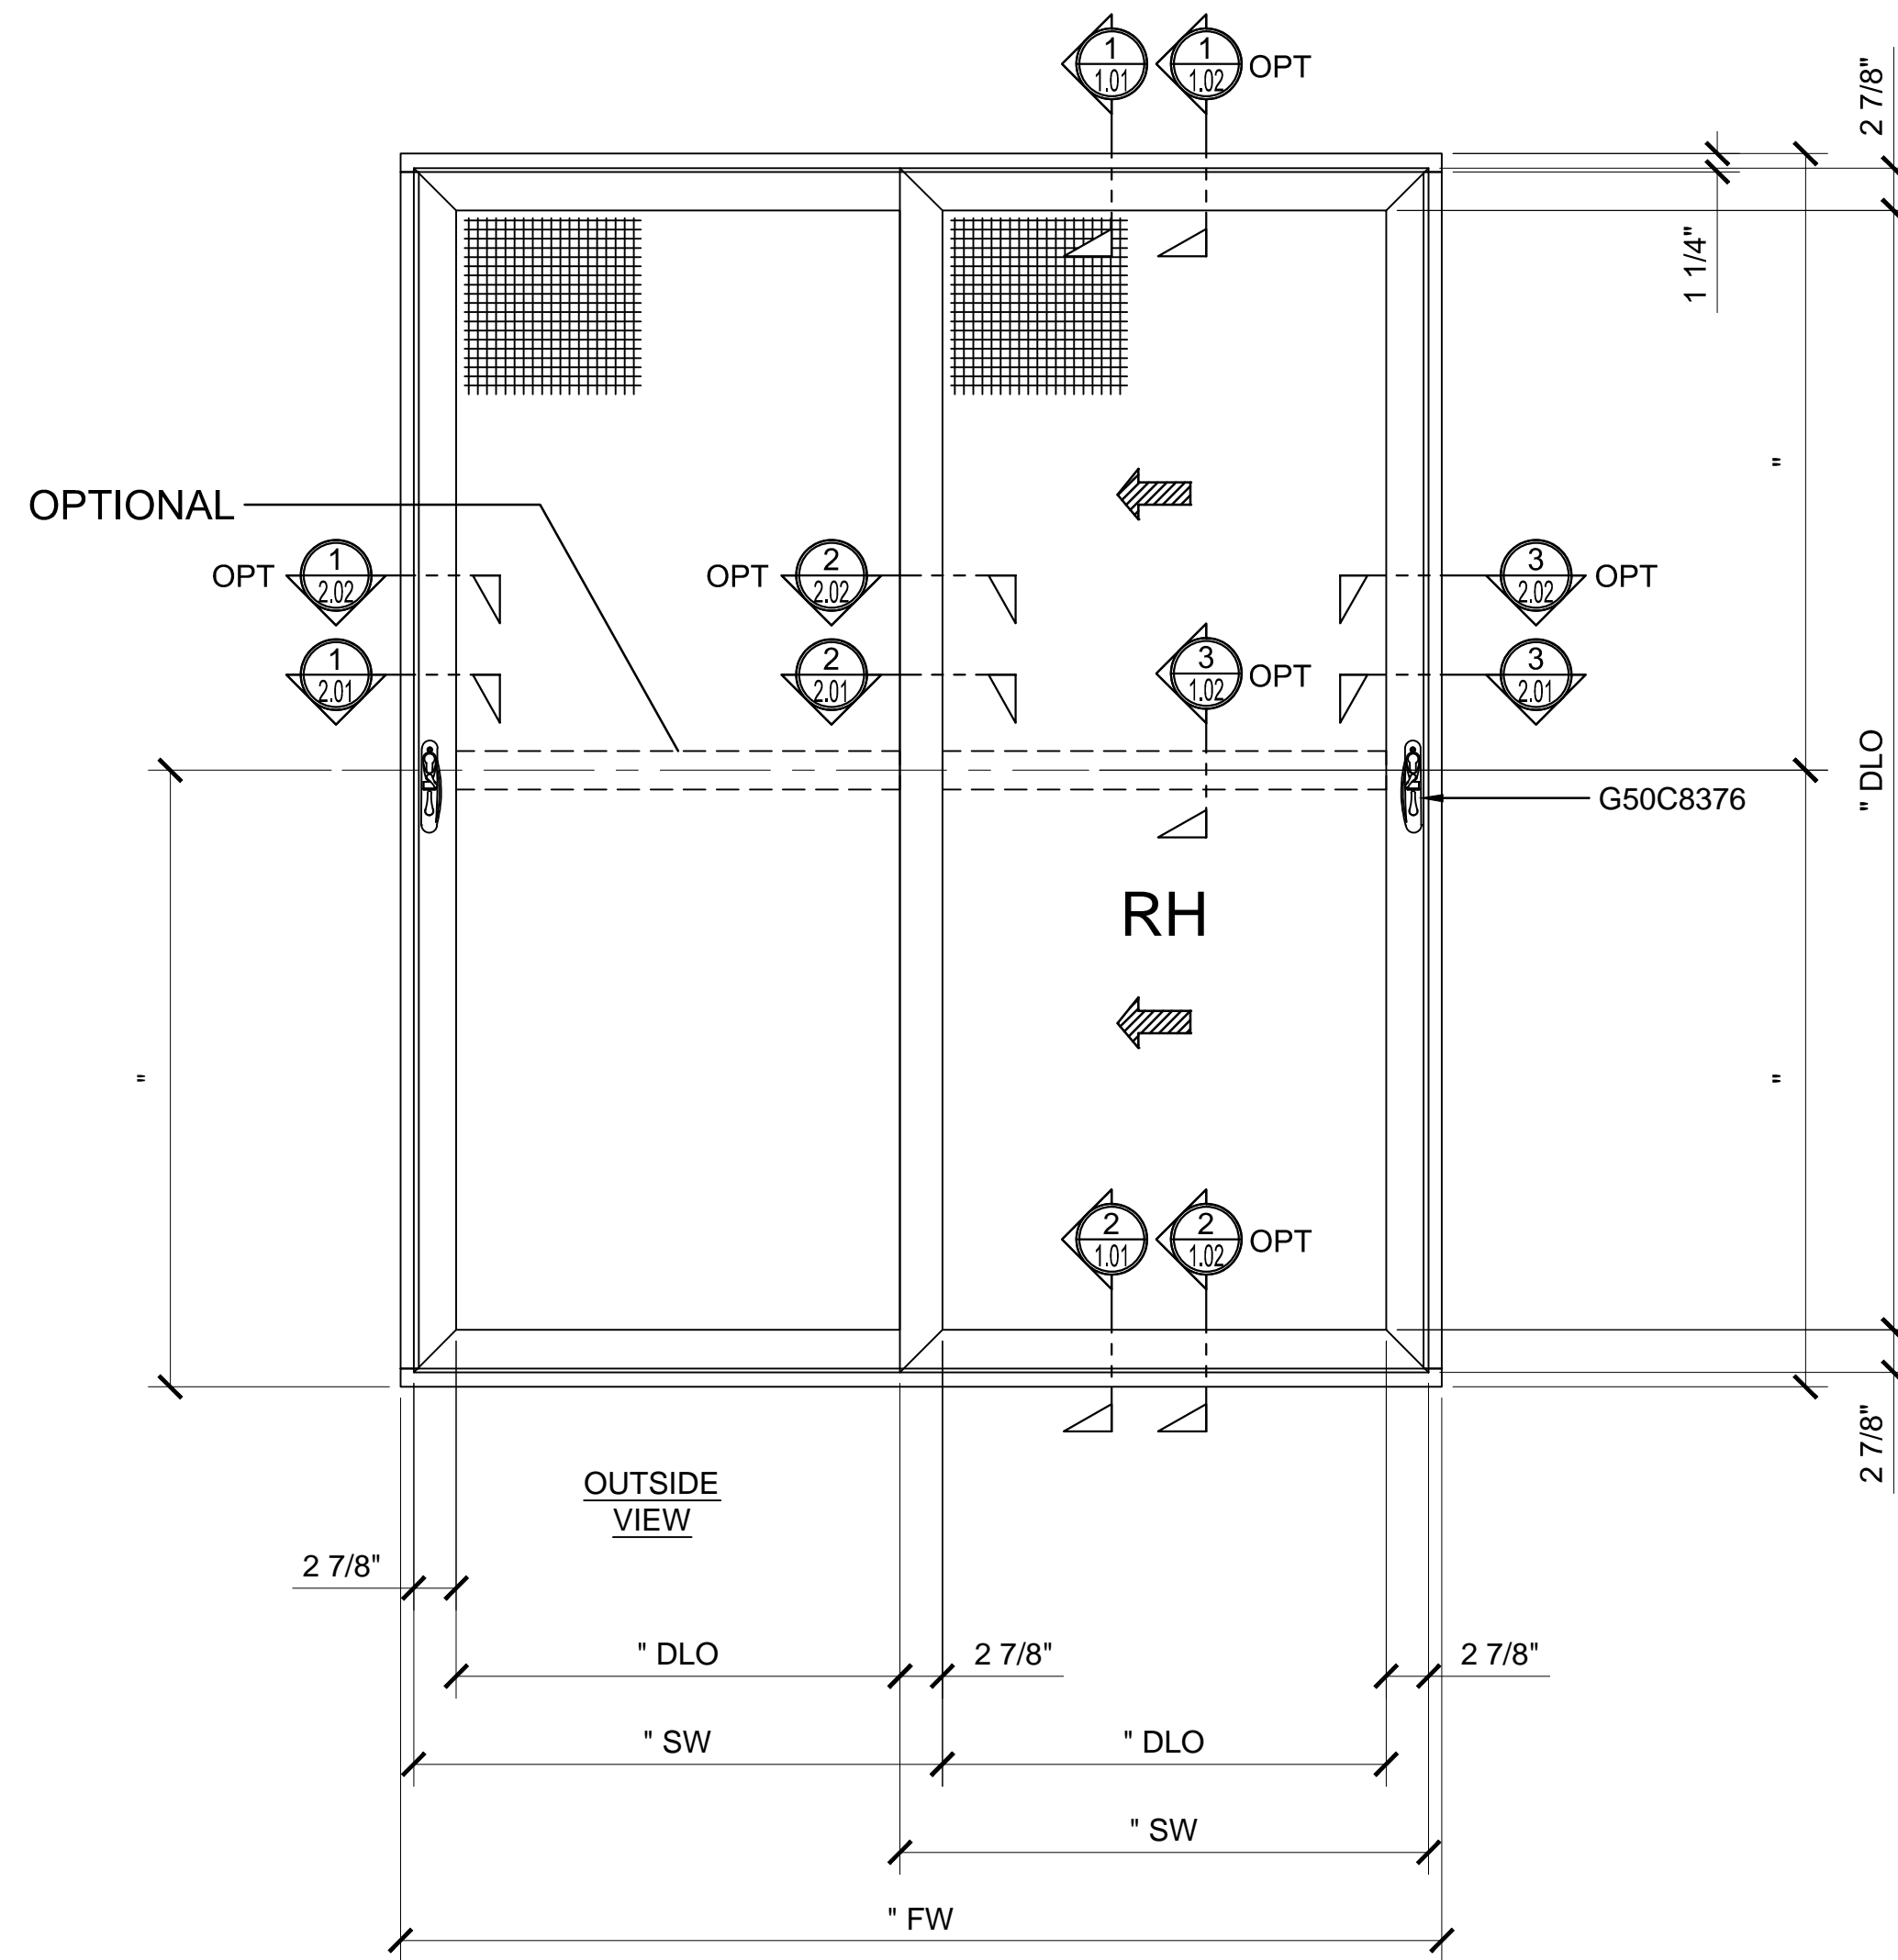 1
1.01
1
1.02
OPT
2 7/8"
1 1/4"
"
OPTIONAL
OPT
1
2.02
OPT
2
2.02
3
2.02
OPT
1
2.01
2
2.01
3
1.02
OPT
3
2.01
" DLO
G50C8376
RH
"
"
2
1.01
2
1.02
OPT
2 7/8"
OUTSIDE
VIEW
2 7/8"
" DLO
2 7/8"
2 7/8"
" SW
" DLO
" SW
" FW